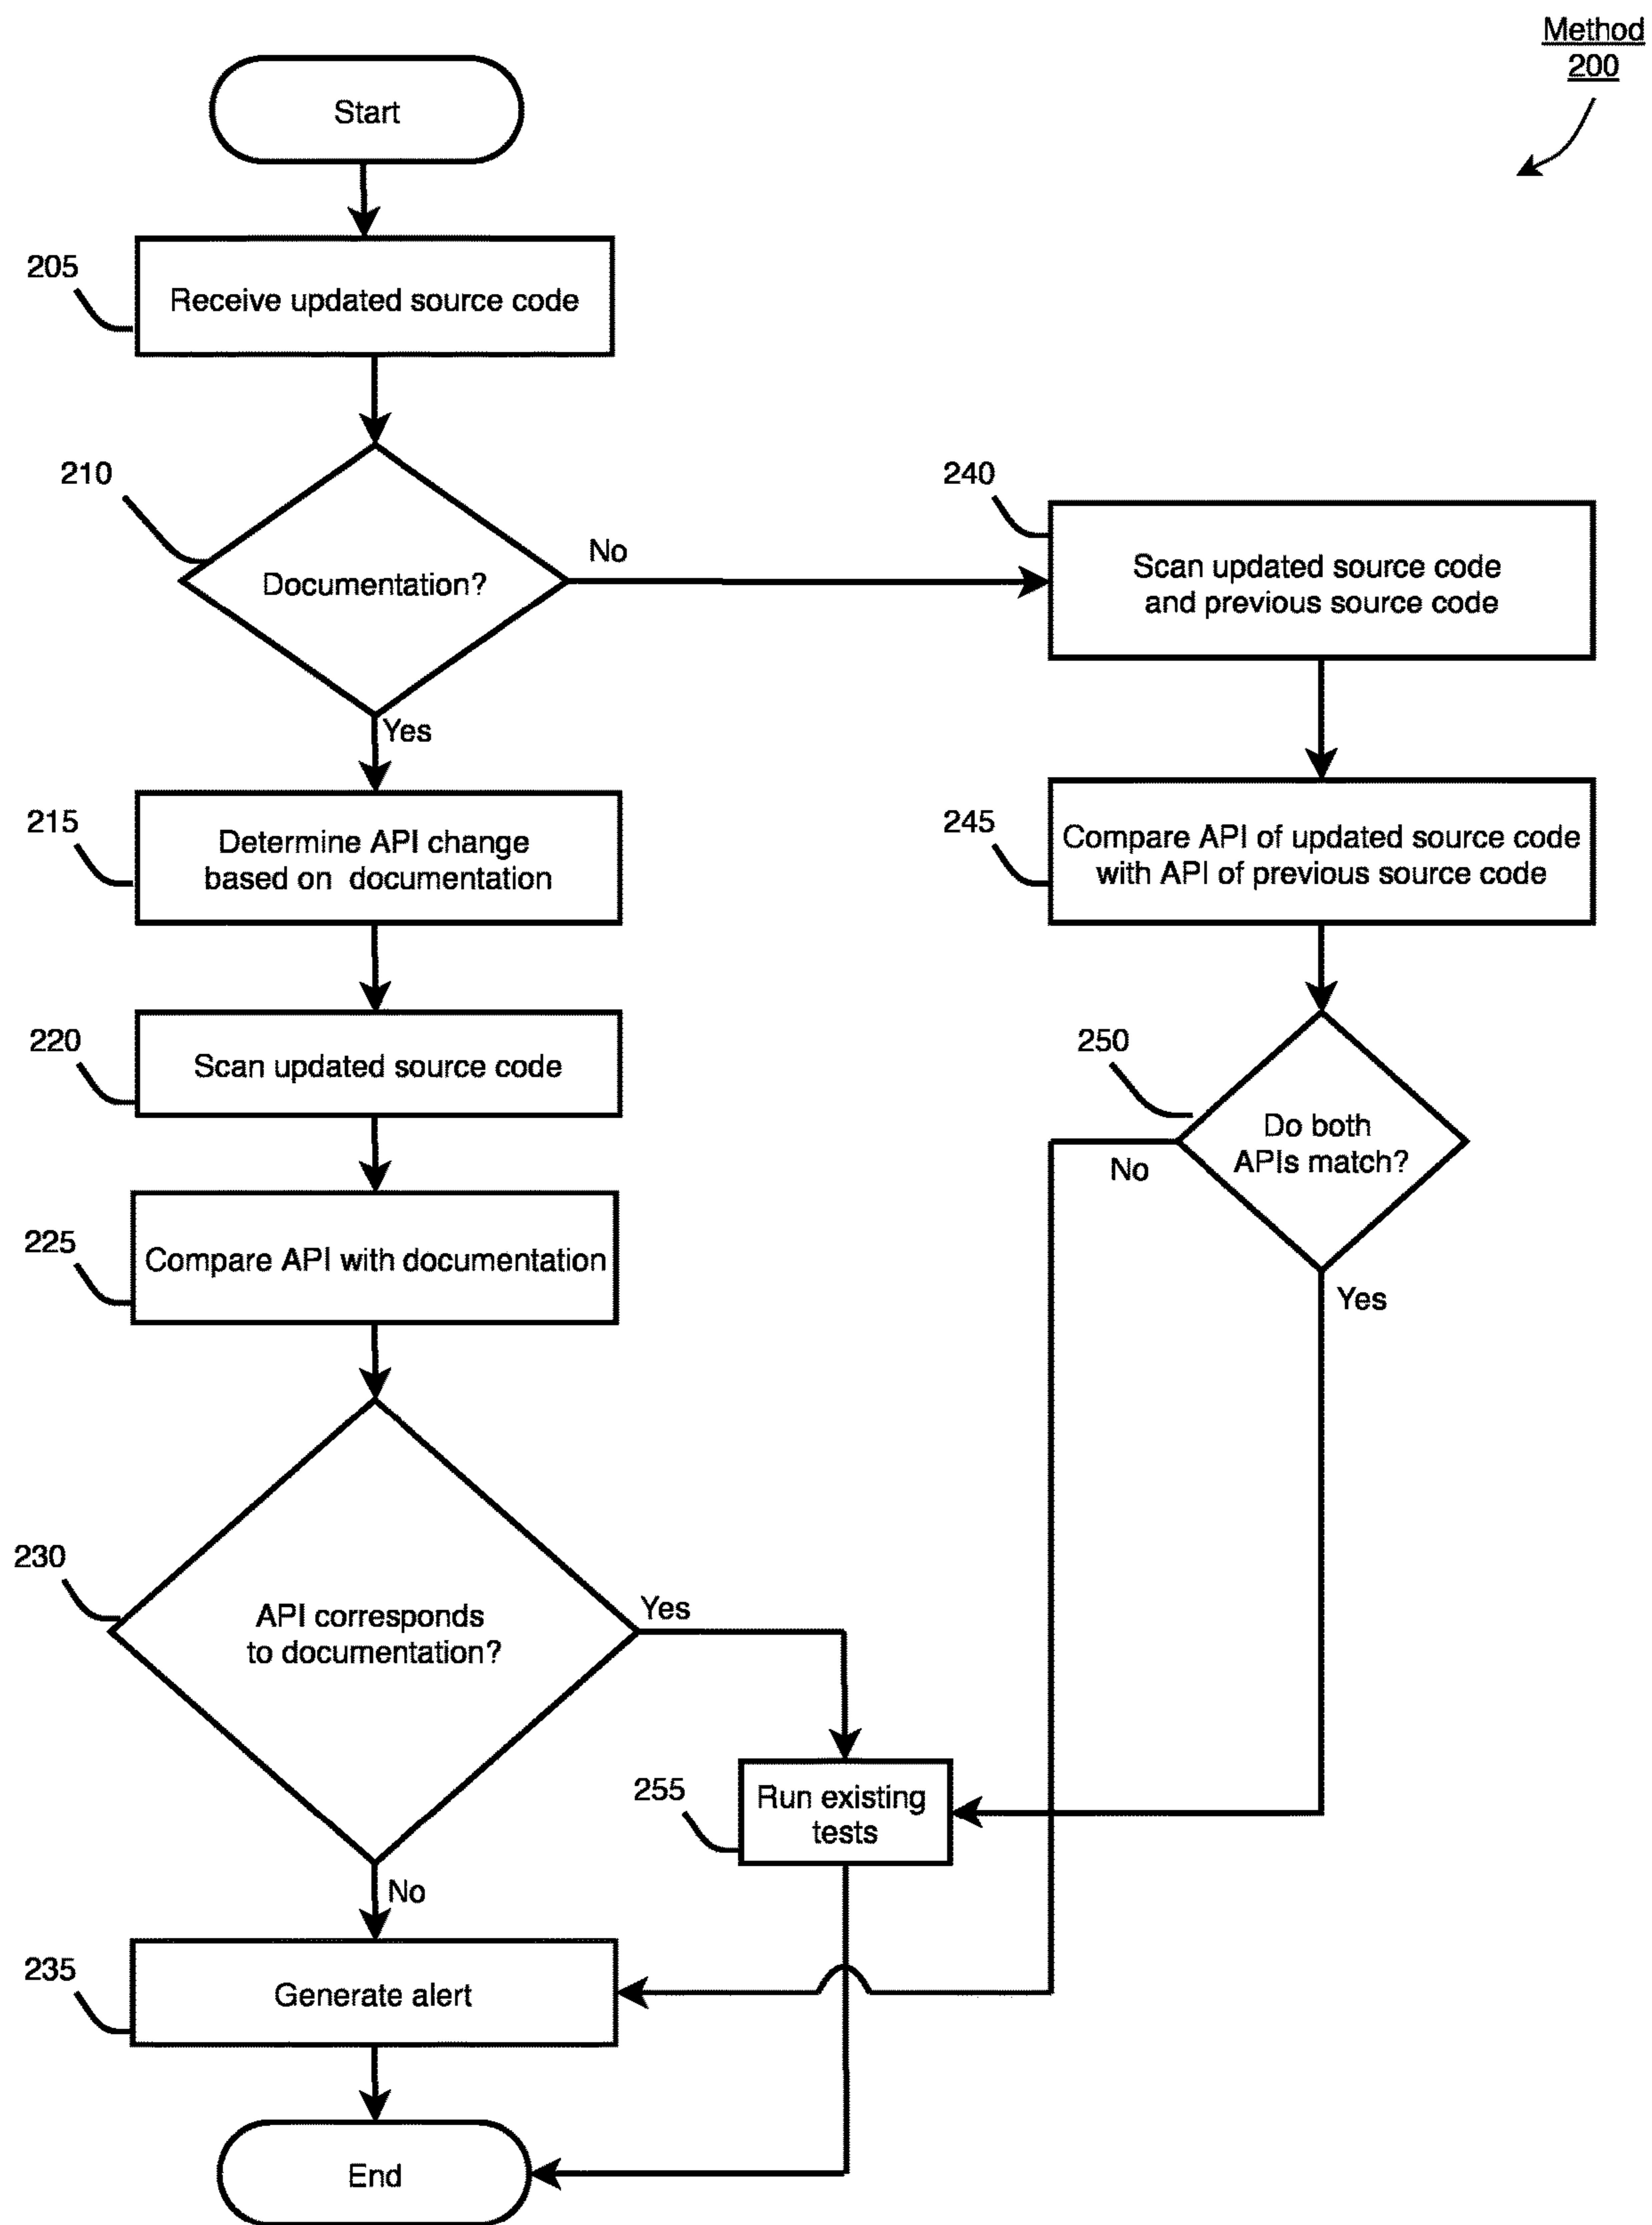 Method
200
Start
205
Receive updated source code
210
Documentation?
No
Yes
240
Scan updated source code
and previous source code
215
Determine API change
based on documentation
245
Compare API of updated source code
with API of previous source code
220
Scan updated source code
250
Do both
APIs match?
No
Yes
225
Compare API with documentation
230
API corresponds
to documentation?
Yes
No
255
Run existing
tests
235
Generate alert
End